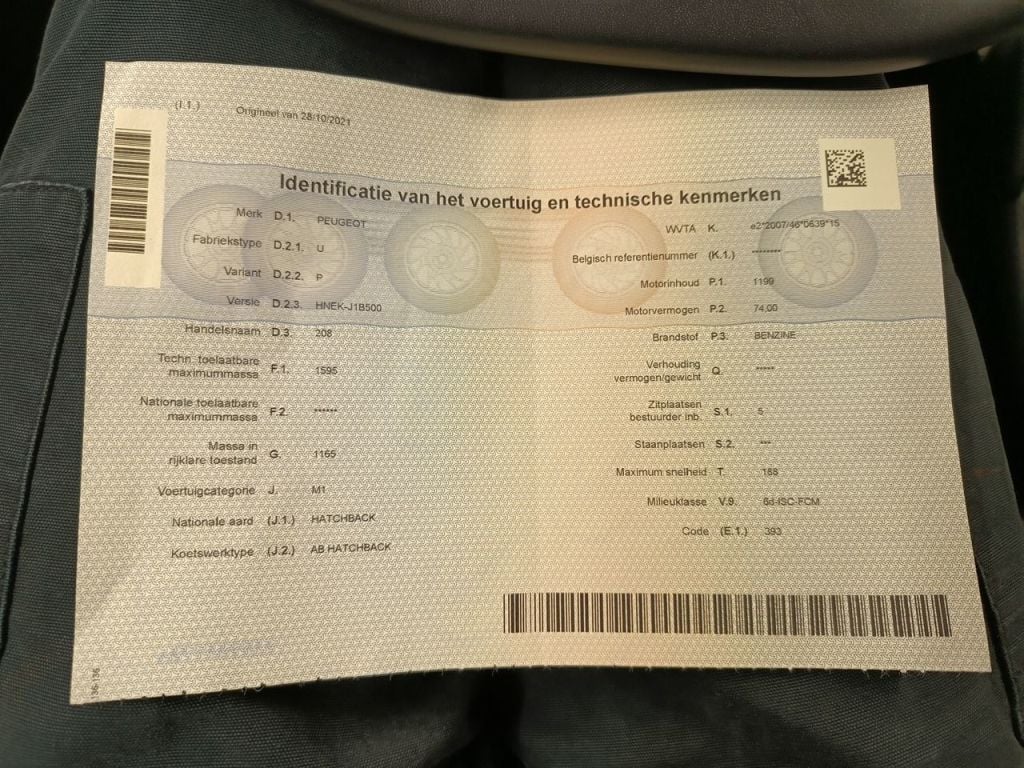 (I.1.) Origineel van 28/10/2021
Identificatie van het voertuig en technische kenmerken
Merk D.1. PEUGEOT
Fabriekstype D.2.1. U
Variant D.2.2. P
Versie D.2.3. HNEK-J1B500
Handelsnaam D.3. 208
Techn. toelaatbare
maximummassa F.1. 1595
Nationale toelaatbare
maximummassa F.2. ******
Massa in
rijklare toestand G. 1165
Voertuigcategorie J. M1
Nationale aard (J.1.) HATCHBACK
Koetswerktype (J.2.) AB HATCHBACK
WVTA K. e2*2007/46*0639*15
Belgisch referentienummer (K.1.) ********
Motorinhoud P.1. 1199
Motorvermogen P.2. 74,00
Brandstof P.3. BENZINE
Verhouding
vermogen/gewicht Q. *****
Zitplaatsen
bestuurder inb. S.1. 5
Staanplaatsen S.2. ***
Maximum snelheid T. 188
Milieuklasse V.9. 6d-ISC-FCM
Code (E.1.) 393